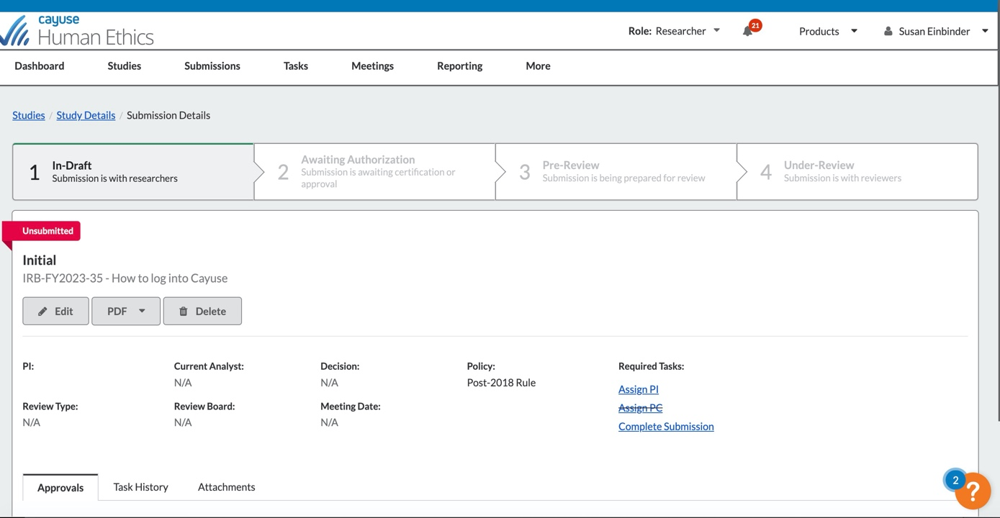 cayuse
Human Ethics
Role: Researcher
21
Products
Susan Einbinder
Dashboard
Studies
Submissions
Tasks
Meetings
Reporting
More
Studies / Study Details / Submission Details
1
In-Draft
Submission is with researchers
2
Awaiting Authorization
Submission is awaiting certification or
approval
3
Pre-Review
Submission is being prepared for review
4
Under-Review
Submission is with reviewers
Unsubmitted
Initial
IRB-FY2023-35 - How to log into Cayuse
Edit
PDF
Delete
PI:
Current Analyst:
N/A
Decision:
N/A
Policy:
Post-2018 Rule
Required Tasks:
Assign PI
Assign PC
Complete Submission
Review Type:
N/A
Review Board:
N/A
Meeting Date:
N/A
Approvals
Task History
Attachments
2
?